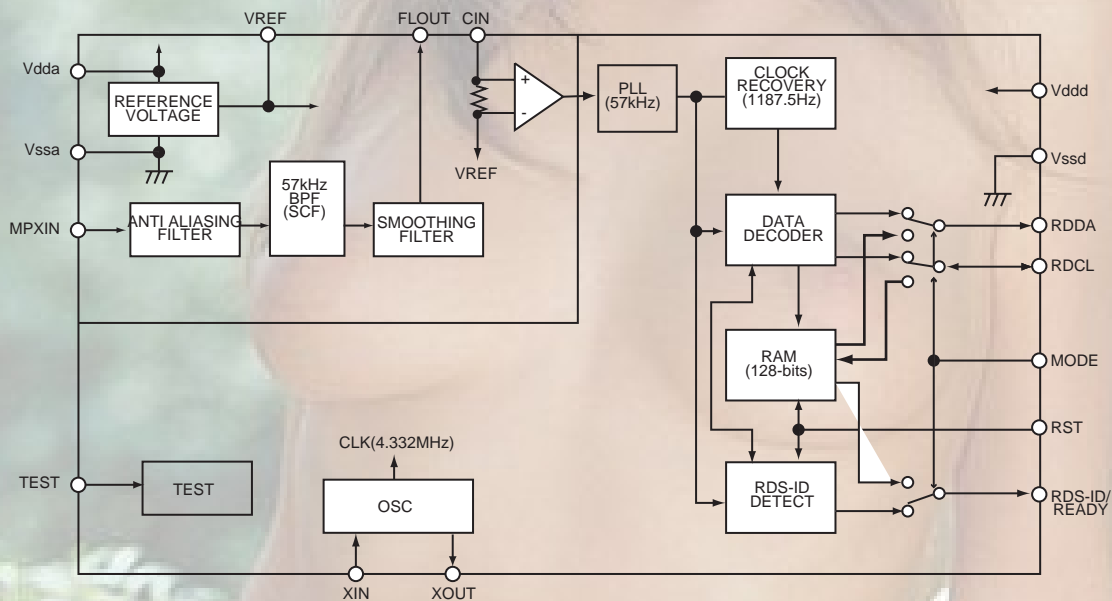 VREF
FLOUT
CIN
Vdda
REFERENCE
VOLTAGE
Vssa
+
-
VREF
PLL
(57kHz)
CLOCK
RECOVERY
(1187.5Hz)
Vddd
Vssd
MPXIN
ANTI ALIASING
FILTER
57kHz
BPF
(SCF)
SMOOTHING
FILTER
DATA
DECODER
RDDA
RDCL
RAM
(128-bits)
MODE
RST
CLK(4.332MHz)
TEST
TEST
OSC
RDS-ID
DETECT
RDS-ID/
READY
XIN
XOUT